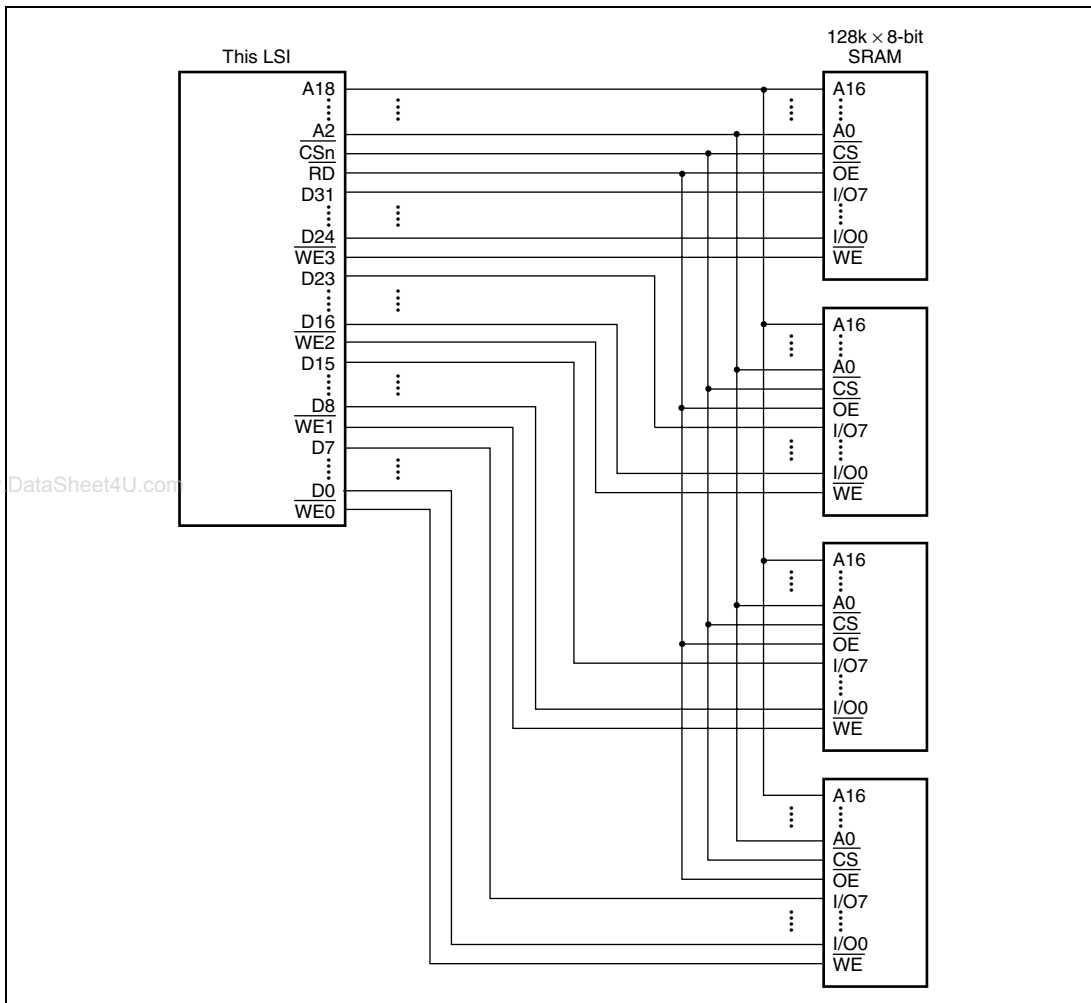 This LSI
A18
A2
CSn
RD
D31
D24
WE3
D23
D16
WE2
D15
D8
WE1
D7
D0
WE0
128k × 8-bit
SRAM
A16
A0
CS
OE
I/O7
I/O0
WE
A16
A0
CS
OE
I/O7
I/O0
WE
A16
A0
CS
OE
I/O7
I/O0
WE
A16
A0
CS
OE
I/O7
I/O0
WE
.DataSheet4U.com